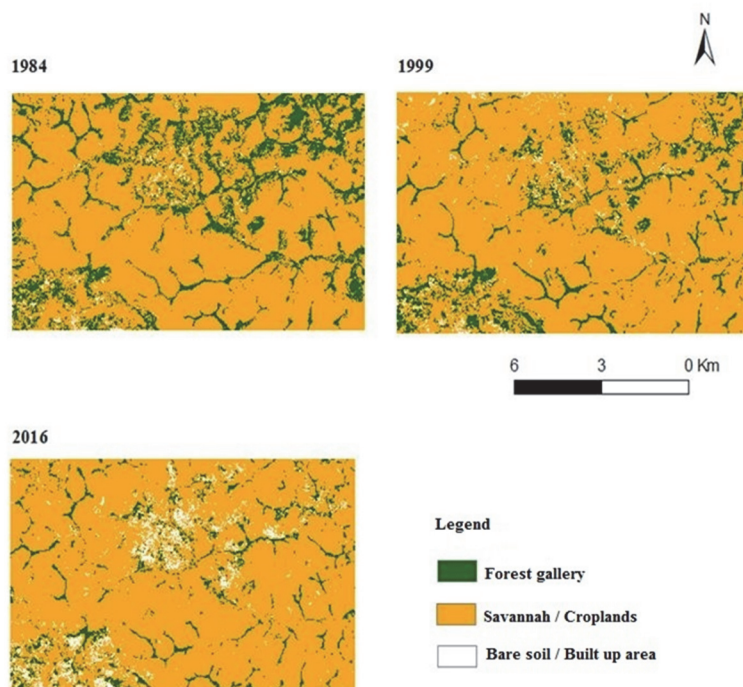 N
1984
1999
6 3 0 Km
2016
Legend
Forest gallery
Savannah / Croplands
Bare soil / Built up area